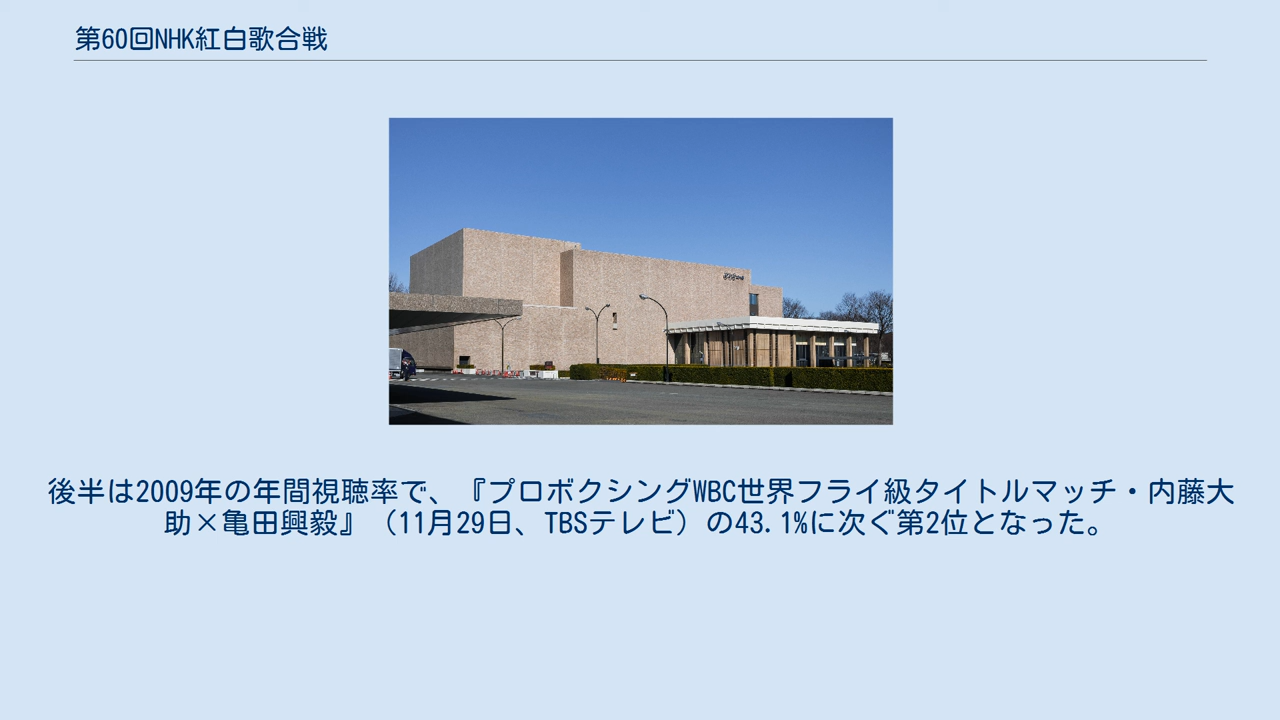 第60回NHK紅白歌合戦
後半は2009年の年間視聴率で、『プロボクシングWBC世界フライ級タイトルマッチ・内藤大
助×亀田興毅』（11月29日、TBSテレビ）の43.1%に次ぐ第2位となった。